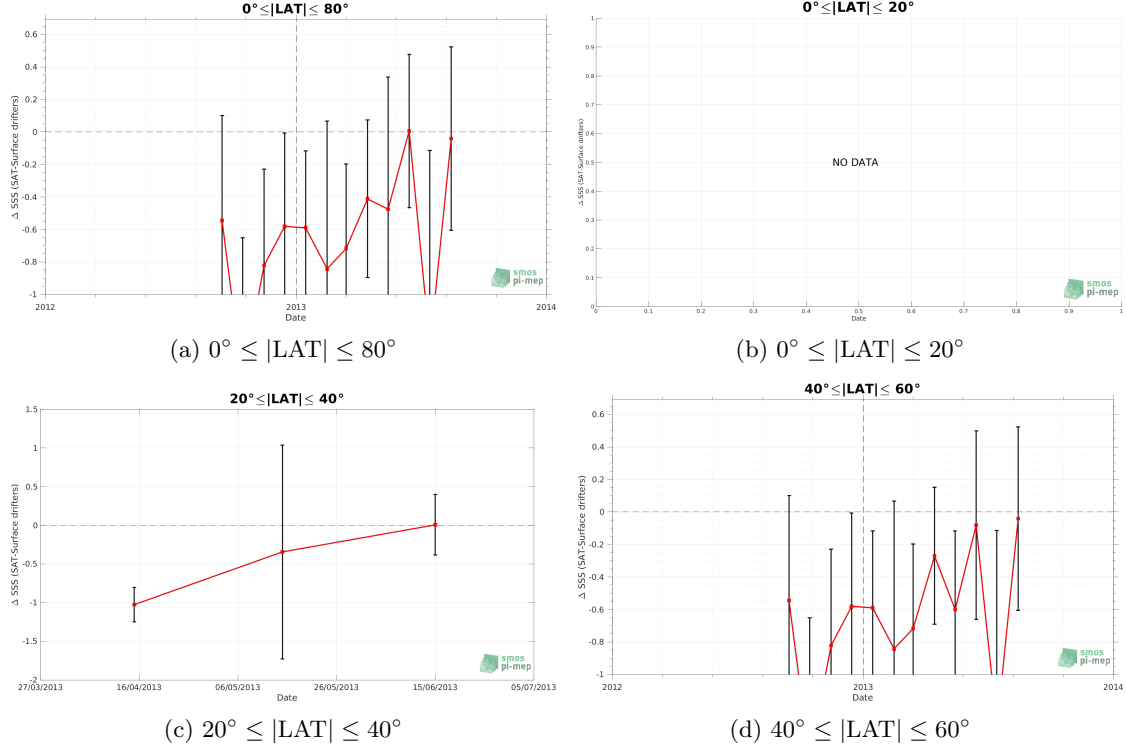 0°≤|LAT|≤ 80°
Δ SSS (SAT-Surface drifters)
0.6
0.4
0.2
0
-0.2
-0.4
-0.6
-0.8
-1
2012
2013
2014
Date
smos
pi-mep
(a) 0° ≤ |LAT| ≤ 80°
0°≤|LAT|≤ 20°
Δ SSS (SAT-Surface drifters)
1
0.9
0.8
0.7
0.6
0.5
0.4
0.3
0.2
0.1
0
NO DATA
0 0.1 0.2 0.3 0.4 0.5 0.6 0.7 0.8 0.9 1
Date
smos
pi-mep
(b) 0° ≤ |LAT| ≤ 20°
20°≤|LAT|≤ 40°
Δ SSS (SAT-Surface drifters)
1.5
1
0.5
0
-0.5
-1
-1.5
-2
27/03/2013 16/04/2013 06/05/2013 26/05/2013 15/06/2013 05/07/2013
Date
smos
pi-mep
(c) 20° ≤ |LAT| ≤ 40°
40°≤|LAT|≤ 60°
Δ SSS (SAT-Surface drifters)
0.6
0.4
0.2
0
-0.2
-0.4
-0.6
-0.8
-1
2012
2013
2014
Date
smos
pi-mep
(d) 40° ≤ |LAT| ≤ 60°